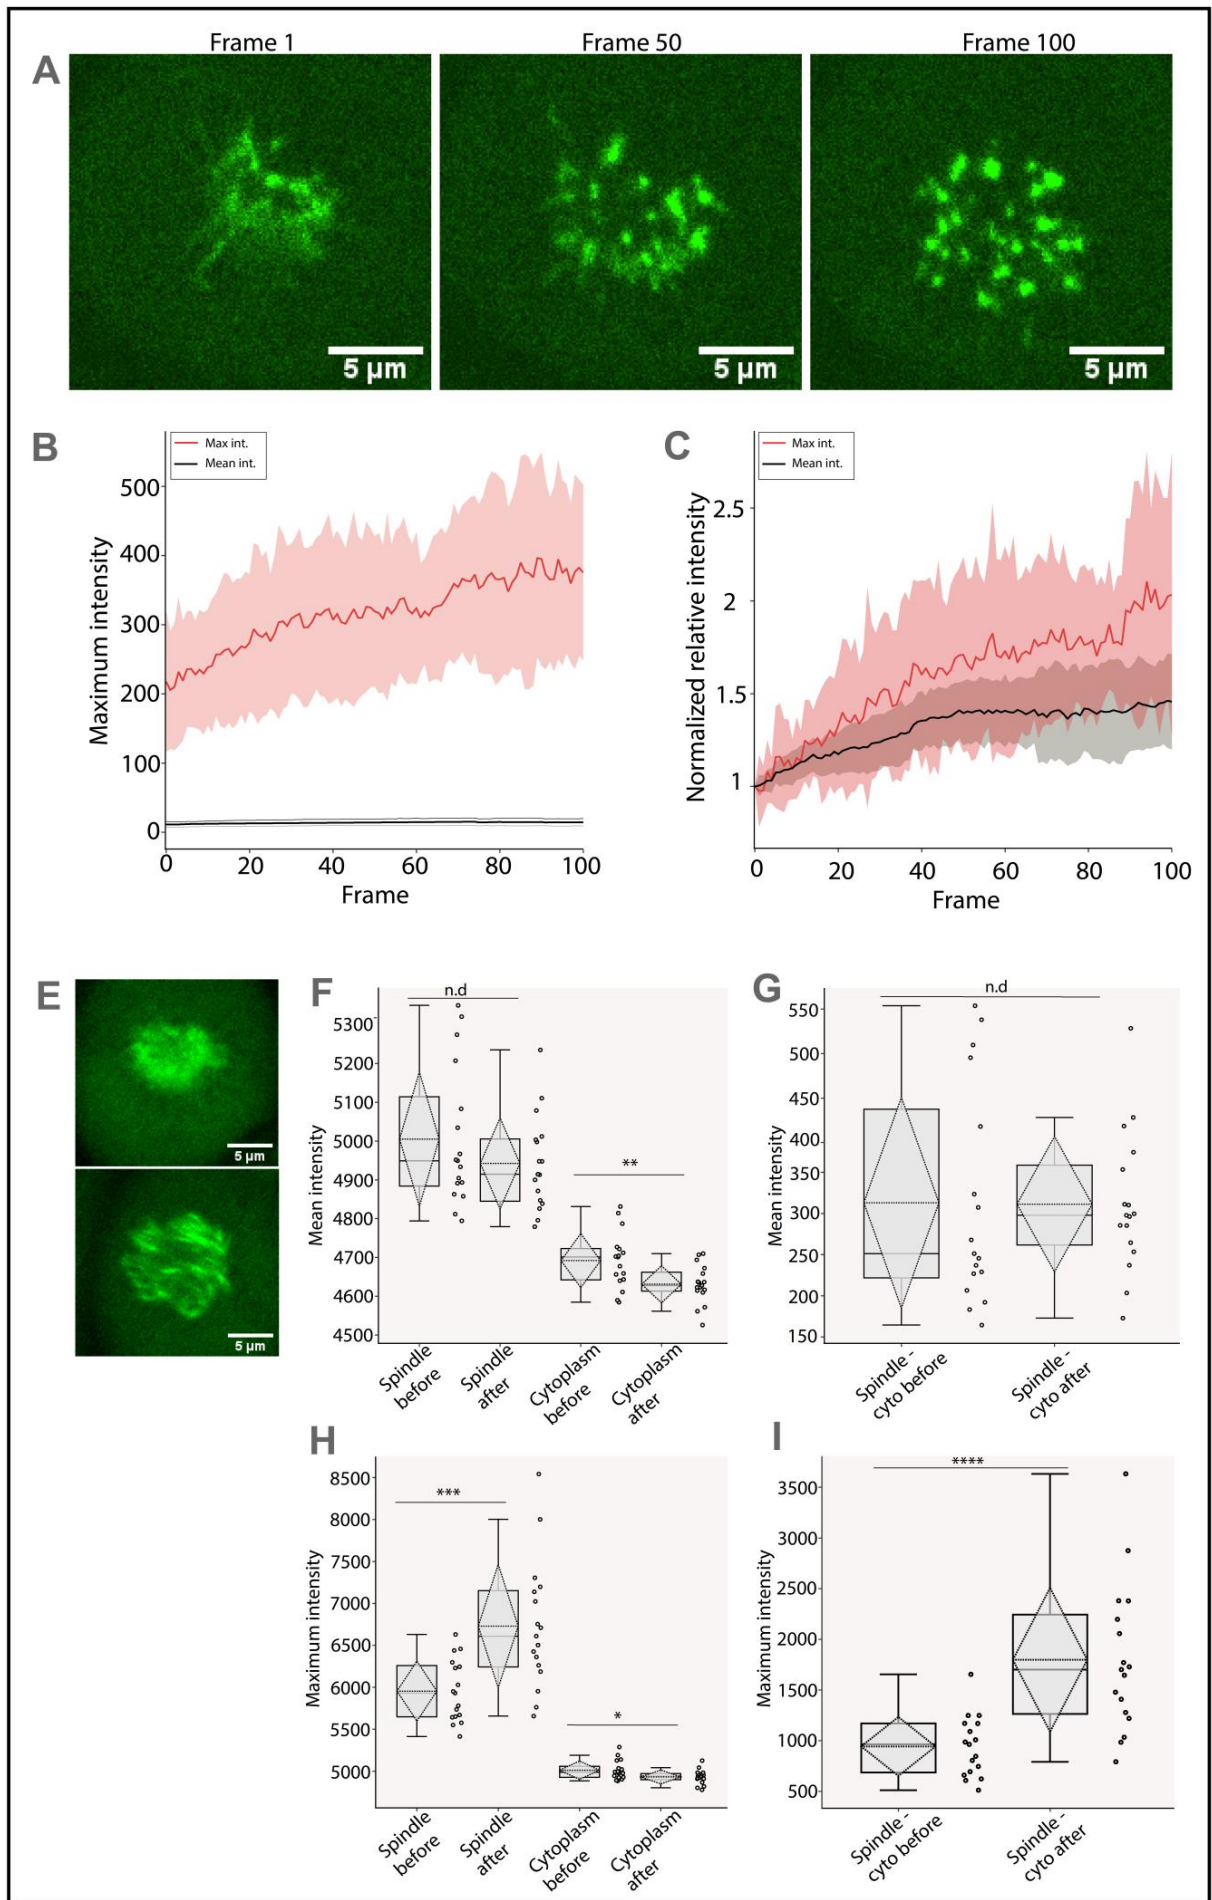 Frame 1
Frame 50
Frame 100
A
5 µm
5 µm
5 µm
B
Max int.
Mean int.
Maximum intensity
500
400
300
200
100
0
0 20 40 60 80 100
Frame
C
Max int.
Mean int.
Normalized relative intensity
2.5
2
1.5
1
0 20 40 60 80 100
Frame
E
5 µm
5 µm
F
n.d
**
Mean intensity
5300
5200
5100
5000
4900
4800
4700
4600
4500
Spindle
before
Spindle
after
Cytoplasm
before
Cytoplasm
after
G
n.d
Mean intensity
550
500
450
400
350
300
250
200
150
Spindle -
cyto before
Spindle -
cyto after
H
***
*
Maximum intensity
8500
8000
7500
7000
6500
6000
5500
5000
Spindle
before
Spindle
after
Cytoplasm
before
Cytoplasm
after
I
****
Maximum intensity
3500
3000
2500
2000
1500
1000
500
Spindle -
cyto before
Spindle -
cyto after